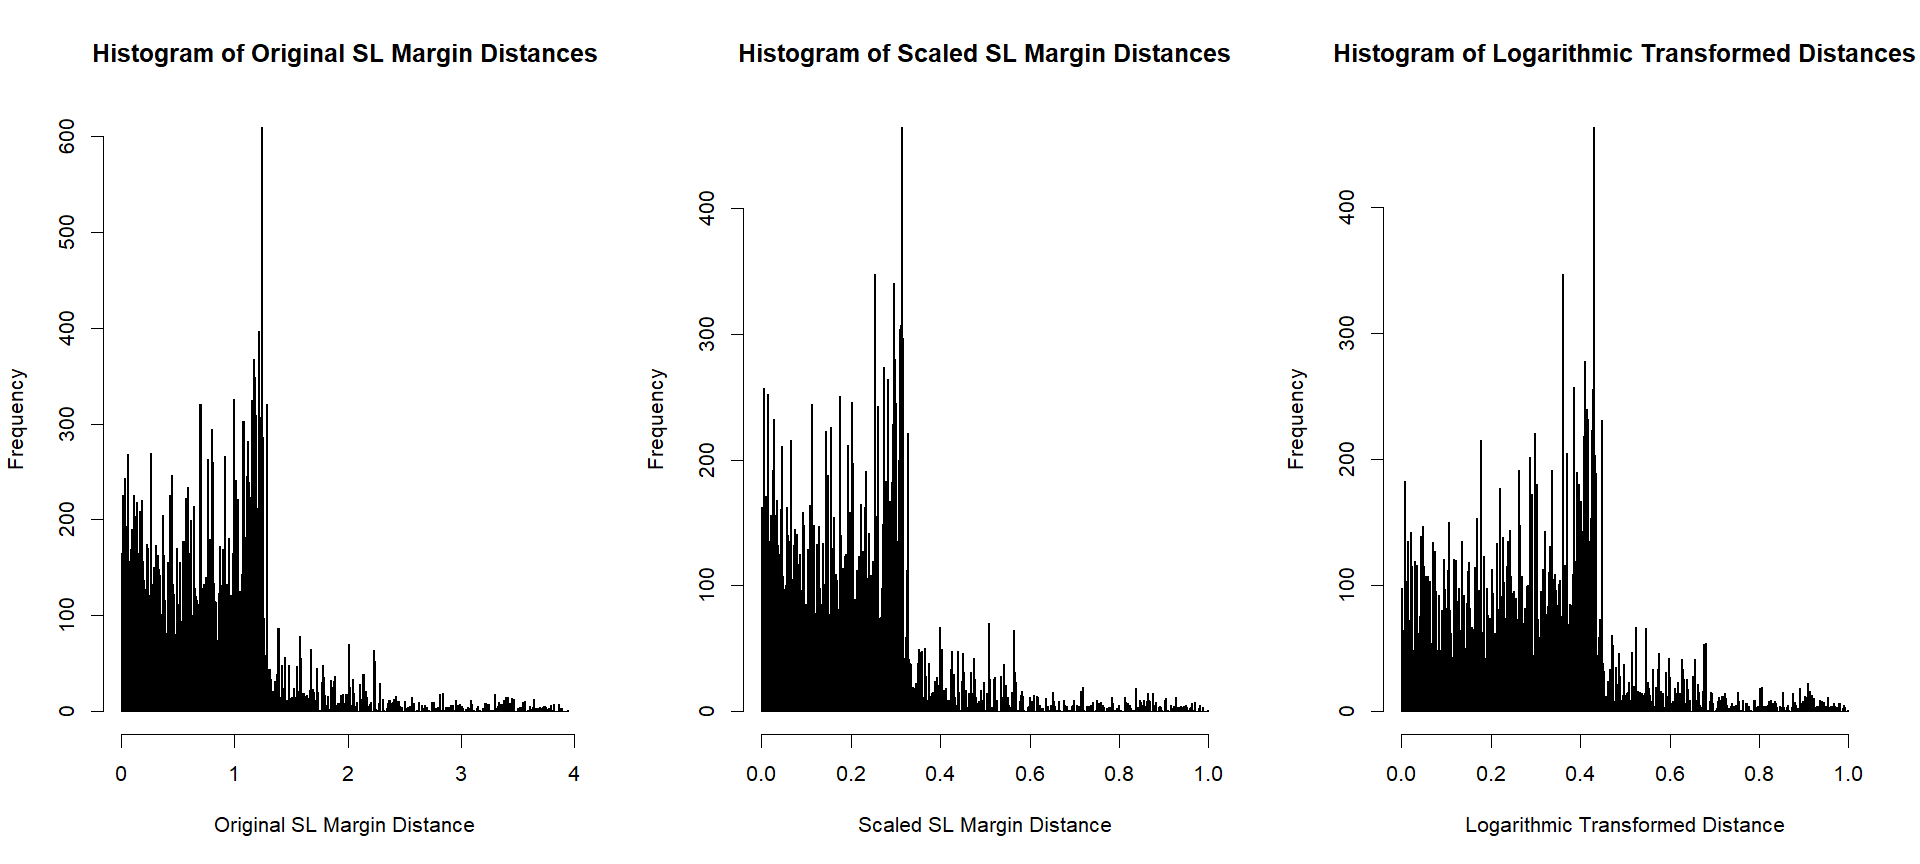 Histogram of Original SL Margin Distances
Frequency
600
500
400
300
200
100
0
0 1 2 3 4
Original SL Margin Distance
Histogram of Scaled SL Margin Distances
Frequency
400
300
200
100
0
0.0 0.2 0.4 0.6 0.8 1.0
Scaled SL Margin Distance
Histogram of Logarithmic Transformed Distances
Frequency
400
300
200
100
0
0.0 0.2 0.4 0.6 0.8 1.0
Logarithmic Transformed Distance